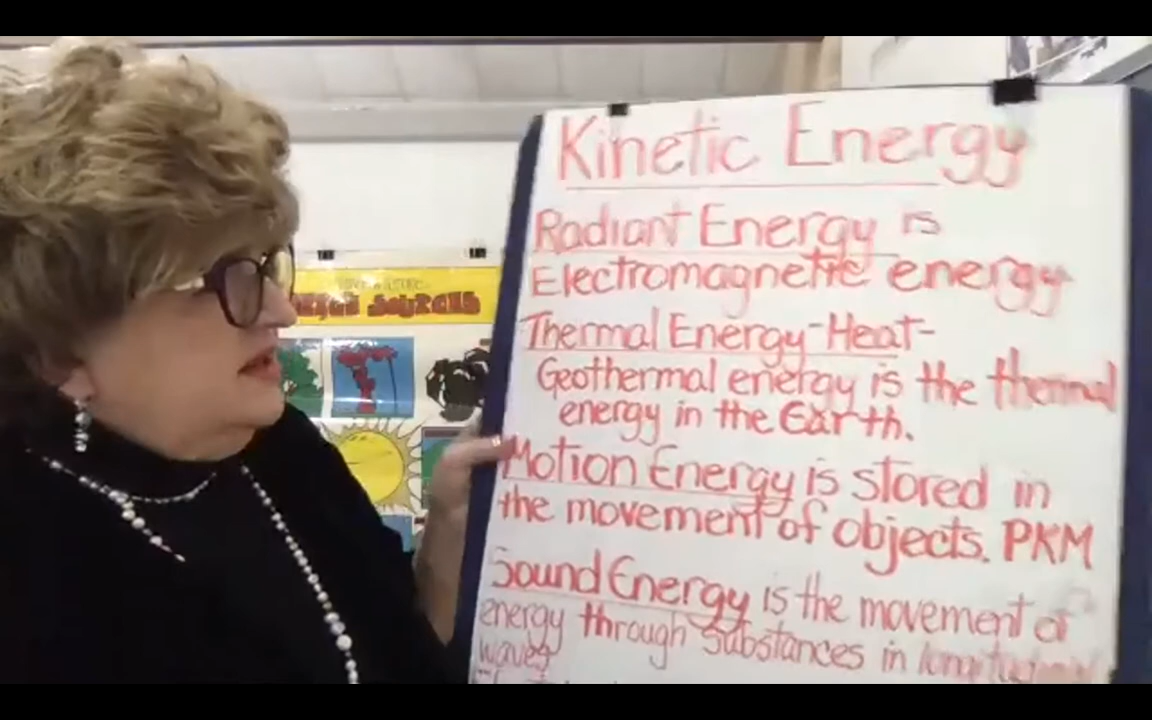 Kinetic Energy
Radiant Energy is
Electromagnetic energy
Thermal Energy-Heat-
Geothermal energy is the thermal
energy in the Earth.
Motion Energy is stored in
the movement of objects. PKM
Sound Energy is the movement of
energy through substances in longitudinal
waves
SOURCES